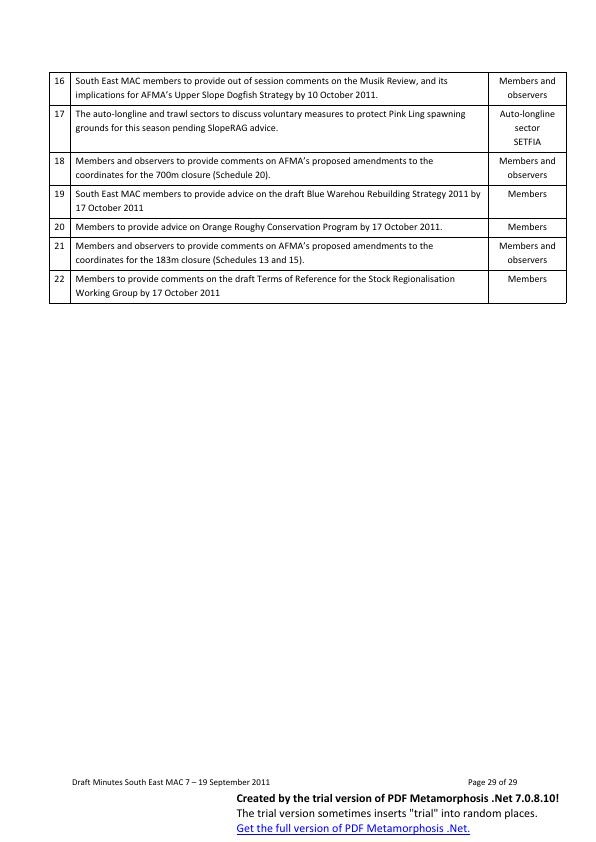 16 South East MAC members to provide out of session comments on the Musik Review, and its Members and
implications for AFMA's Upper Slope Dogfish Strategy by 10 October 2011. observers
17 The auto-longline and trawl sectors to discuss voluntary measures to protect Pink Ling spawning Auto-longline
grounds for this season pending SlopeRAG advice. sector
SETFIA
18 Members and observers to provide comments on AFMA's proposed amendments to the Members and
coordinates for the 700m closure (Schedule 20). observers
19 South East MAC members to provide advice on the draft Blue Warehou Rebuilding Strategy 2011 by Members
17 October 2011
20 Members to provide advice on Orange Roughy Conservation Program by 17 October 2011. Members
21 Members and observers to provide comments on AFMA's proposed amendments to the Members and
coordinates for the 183m closure (Schedules 13 and 15). observers
22 Members to provide comments on the draft Terms of Reference for the Stock Regionalisation Members
Working Group by 17 October 2011
Draft Minutes South East MAC 7 – 19 September 2011 Page 29 of 29
Created by the trial version of PDF Metamorphosis .Net 7.0.8.10!
The trial version sometimes inserts "trial" into random places.
Get the full version of PDF Metamorphosis .Net.